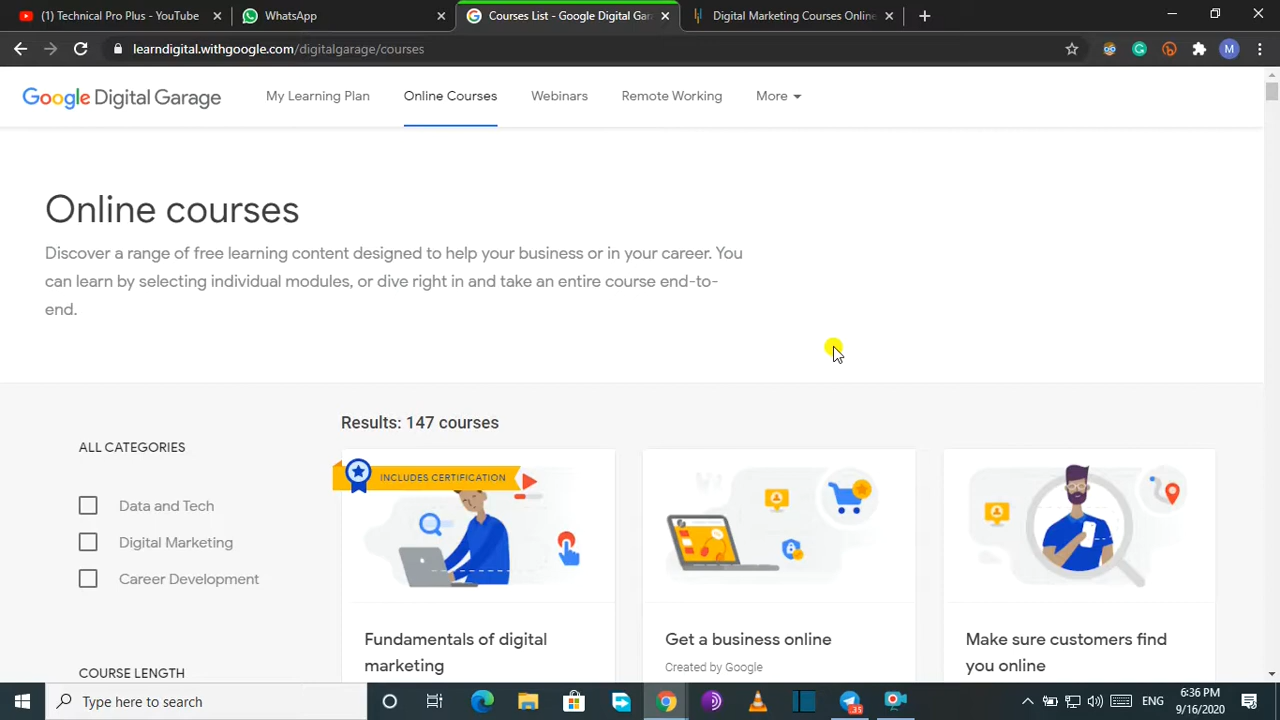 (1) Technical Pro Plus - YouTube
WhatsApp
Courses List - Google Digital Gar
Digital Marketing Courses Online
learndigital.withgoogle.com/digitalgarage/courses
M
Google Digital Garage
My Learning Plan
Online Courses
Webinars
Remote Working
More
Online courses
Discover a range of free learning content designed to help your business or in your career. You
can learn by selecting individual modules, or dive right in and take an entire course end-to-
end.
Results: 147 courses
ALL CATEGORIES
Data and Tech
Digital Marketing
Career Development
COURSE LENGTH
INCLUDES CERTIFICATION
Fundamentals of digital
marketing
Get a business online
Created by Google
Make sure customers find
you online
Type here to search
35
ENG
6:36 PM
9/16/2020